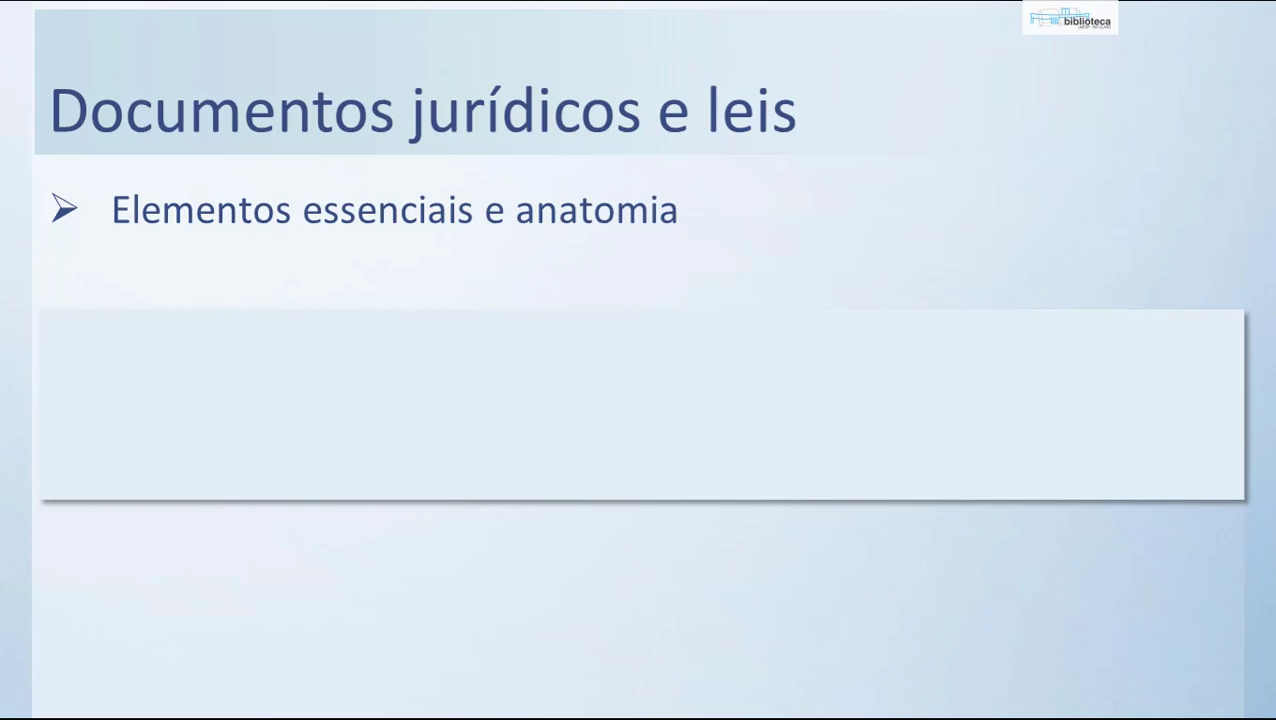 biblioteca
Documentos jurídicos e leis
Elementos essenciais e anatomia